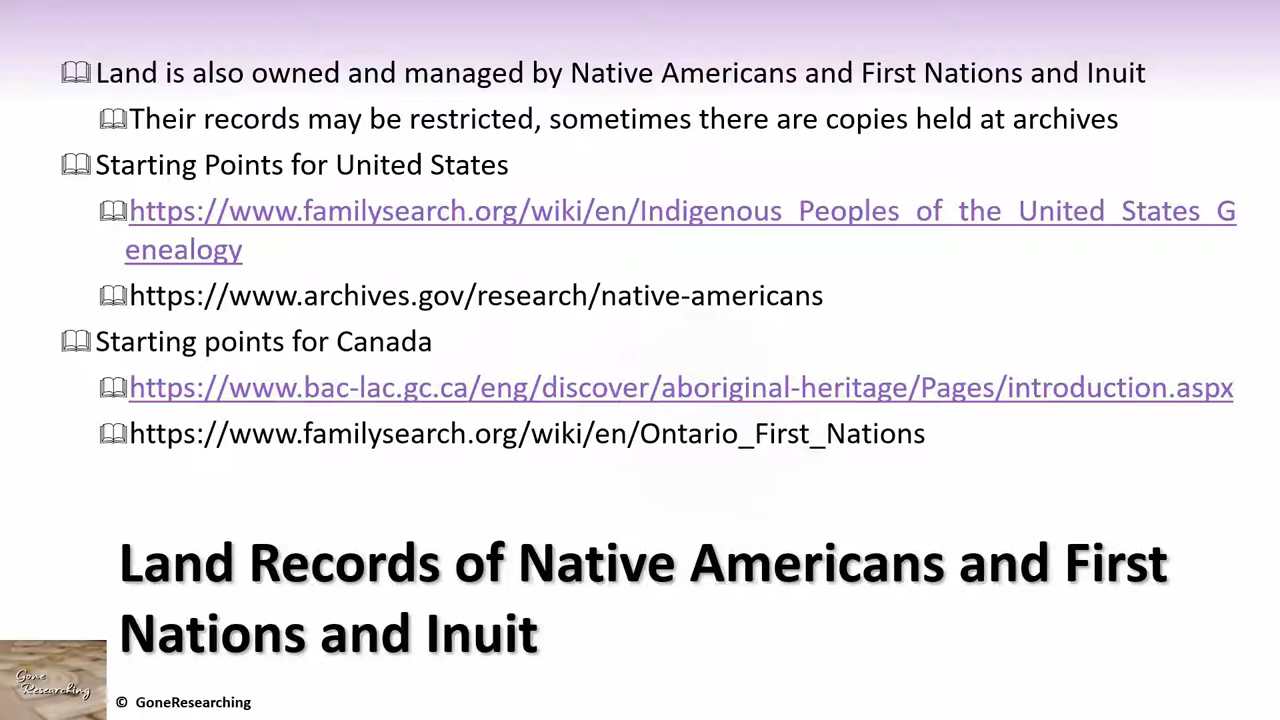 Land is also owned and managed by Native Americans and First Nations and Inuit
Their records may be restricted, sometimes there are copies held at archives
Starting Points for United States
https://www.familysearch.org/wiki/en/Indigenous_Peoples_of_the_United_States_G
enealogy
https://www.archives.gov/research/native-americans
Starting points for Canada
https://www.bac-lac.gc.ca/eng/discover/aboriginal-heritage/Pages/introduction.aspx
https://www.familysearch.org/wiki/en/Ontario_First_Nations
Land Records of Native Americans and First
Nations and Inuit
Gone
Researching
© GoneResearching